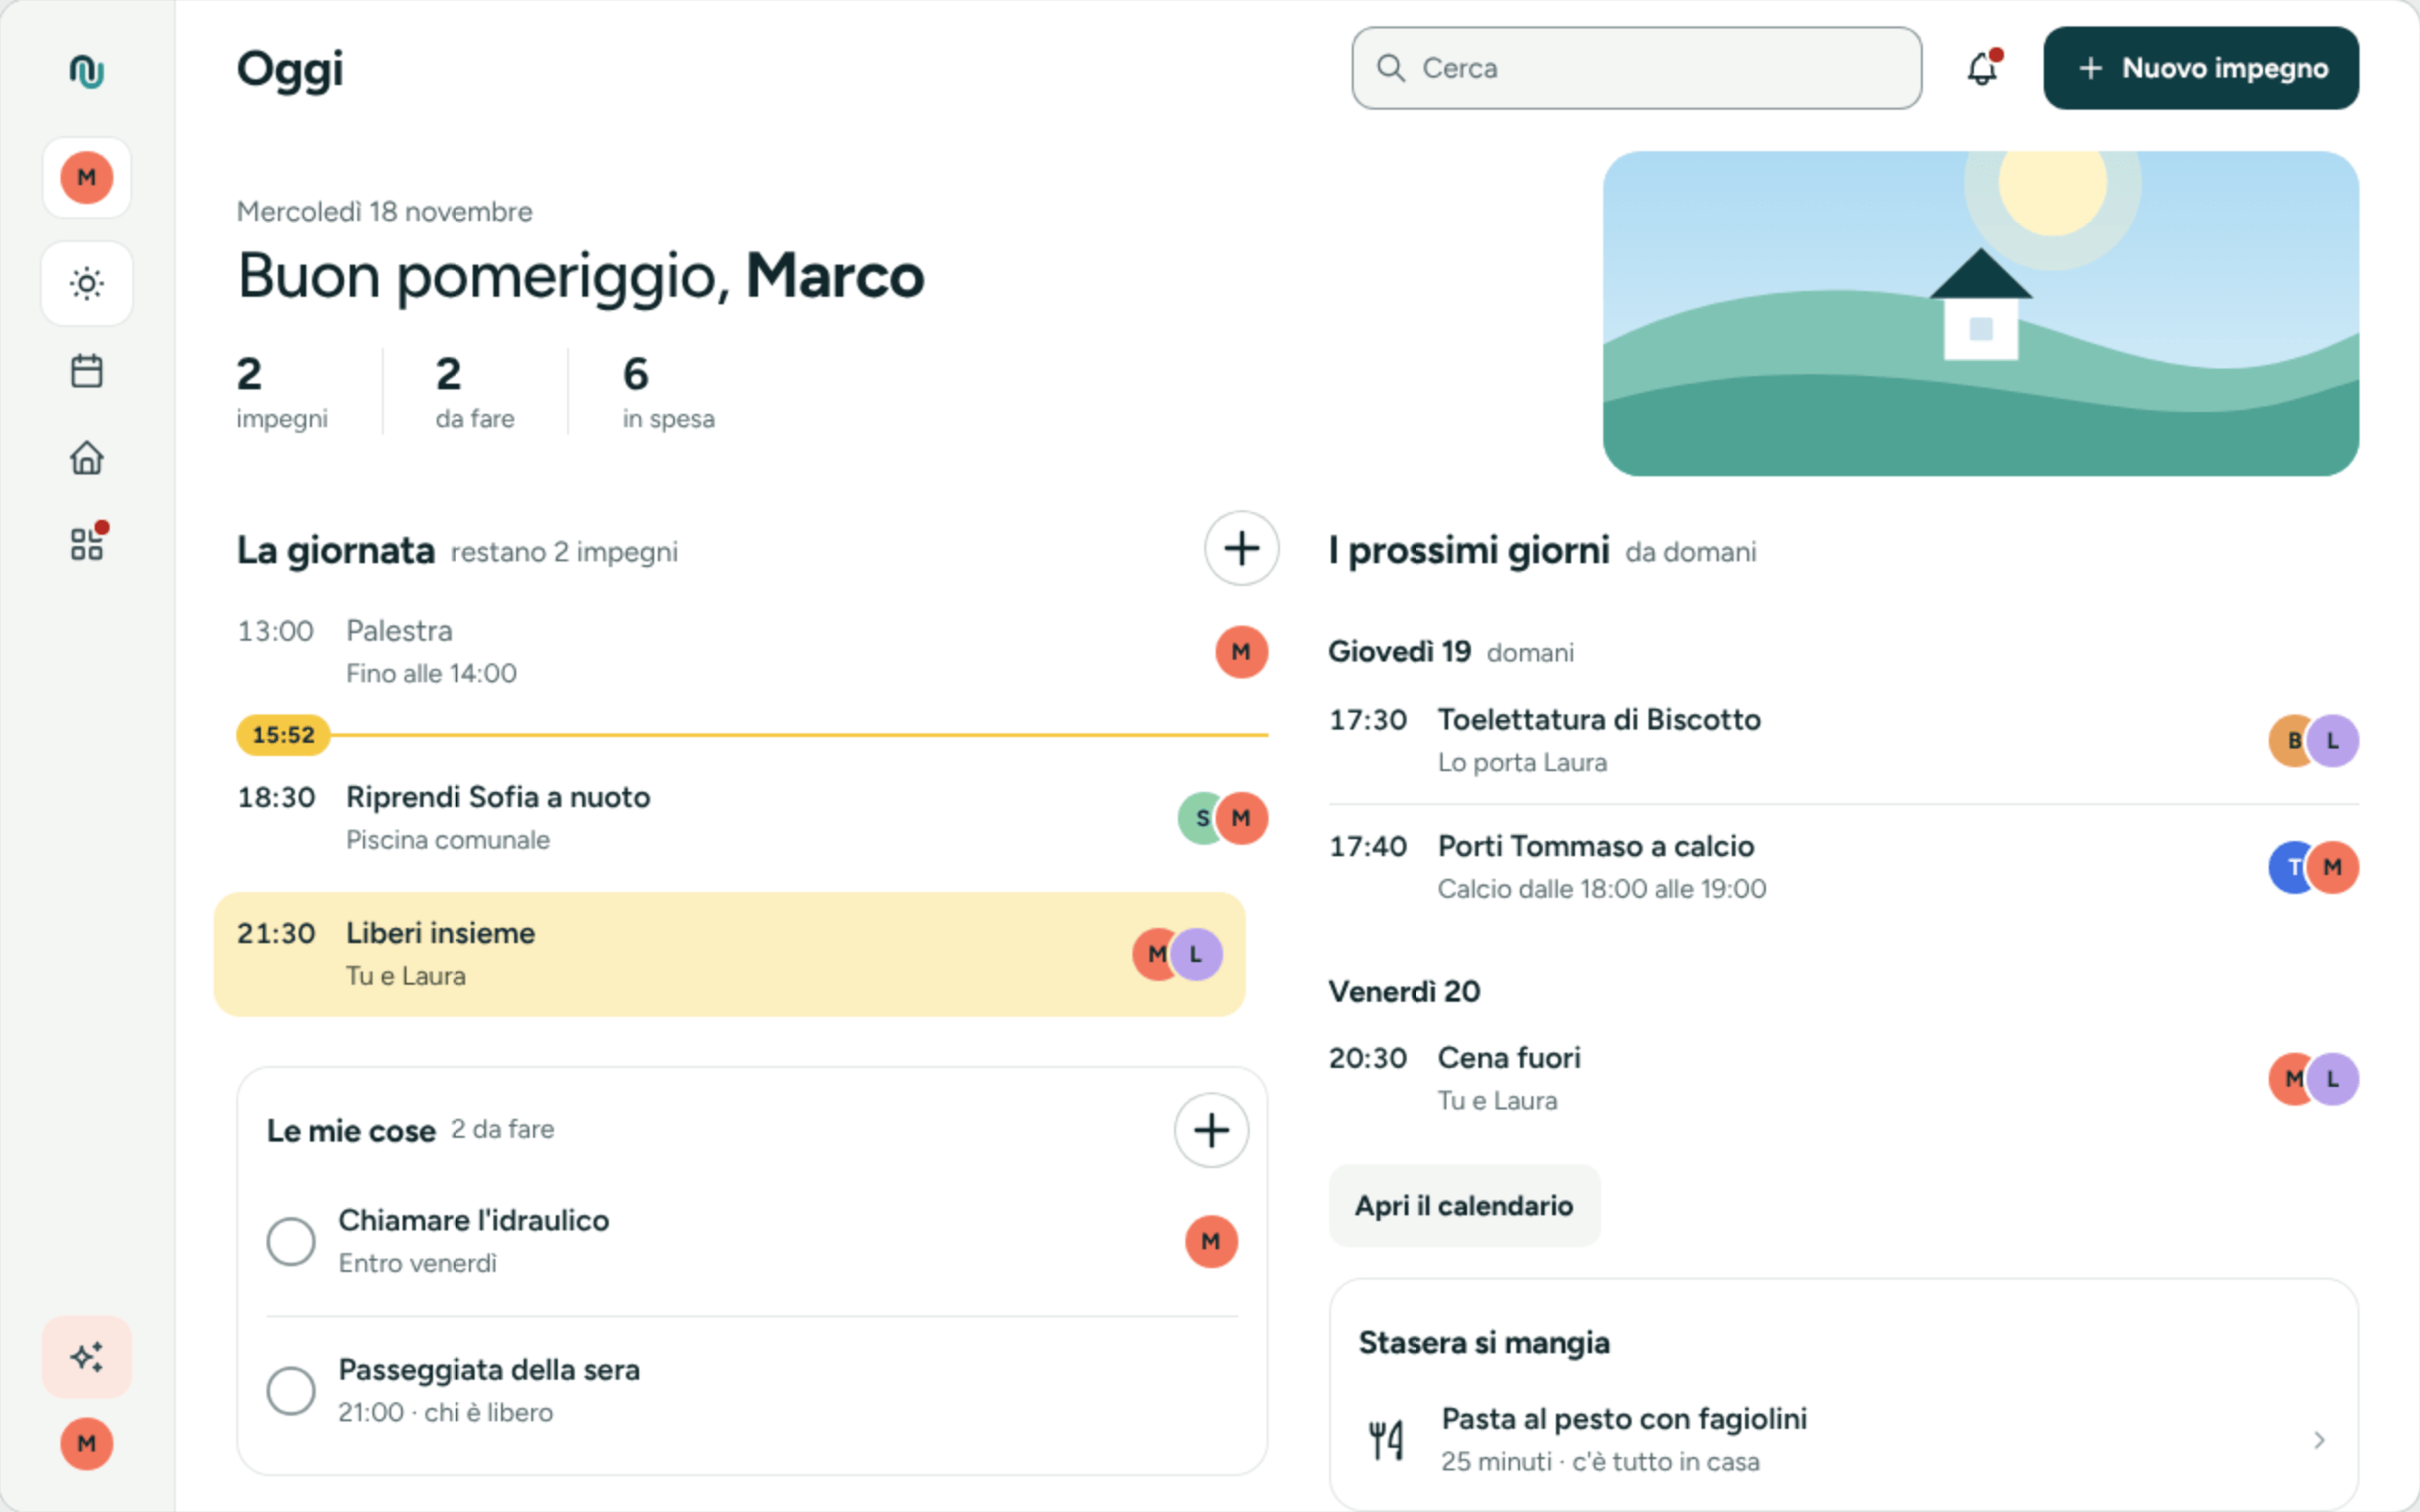 Oggi
Cerca
Nuovo impegno
M
Mercoledì 18 novembre
Buon pomeriggio, Marco
2
impegni
2
da fare
6
in spesa
La giornata restano 2 impegni
13:00 Palestra
Fino alle 14:00
M
15:52
18:30 Riprendi Sofia a nuoto
Piscina comunale
S M
21:30 Liberi insieme
Tu e Laura
M L
Le mie cose 2 da fare
Chiamare l'idraulico
Entro venerdì
M
Passeggiata della sera
21:00 · chi è libero
I prossimi giorni da domani
Giovedì 19 domani
17:30 Toelettatura di Biscotto
Lo porta Laura
B L
17:40 Porti Tommaso a calcio
Calcio dalle 18:00 alle 19:00
T M
Venerdì 20
20:30 Cena fuori
Tu e Laura
M L
Apri il calendario
Stasera si mangia
Pasta al pesto con fagiolini
25 minuti · c'è tutto in casa
M